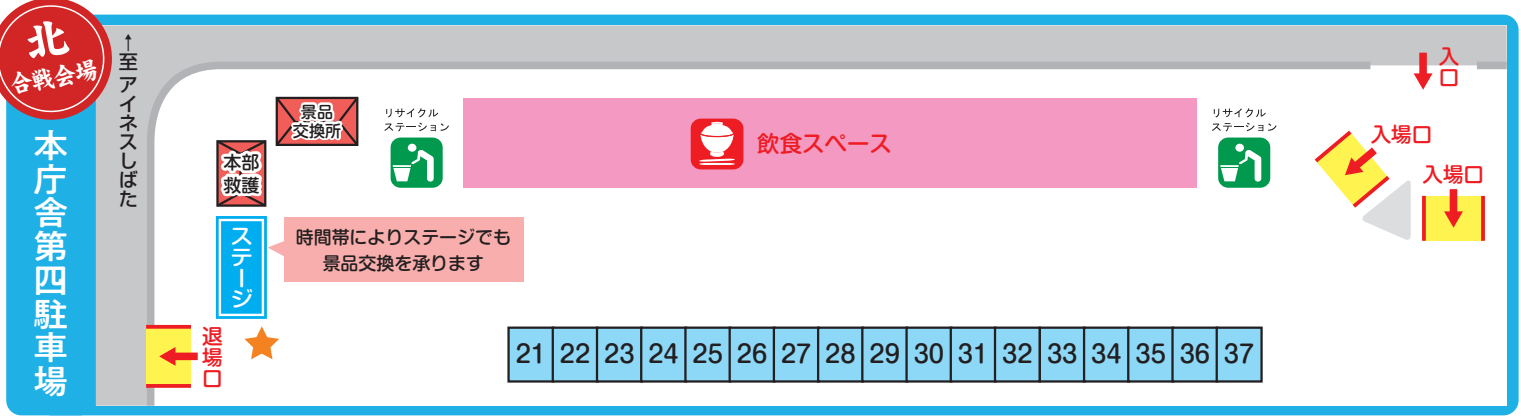 北
合戦会場
本庁舎第四駐車場
←至 アイネスしばた
景品
交換所
本部
救護
ステージ
時間帯によりステージでも
景品交換を承ります
退場口
リサイクル
ステーション
飲食スペース
リサイクル
ステーション
入口
入場口
入場口
21 22 23 24 25 26 27 28 29 30 31 32 33 34 35 36 37